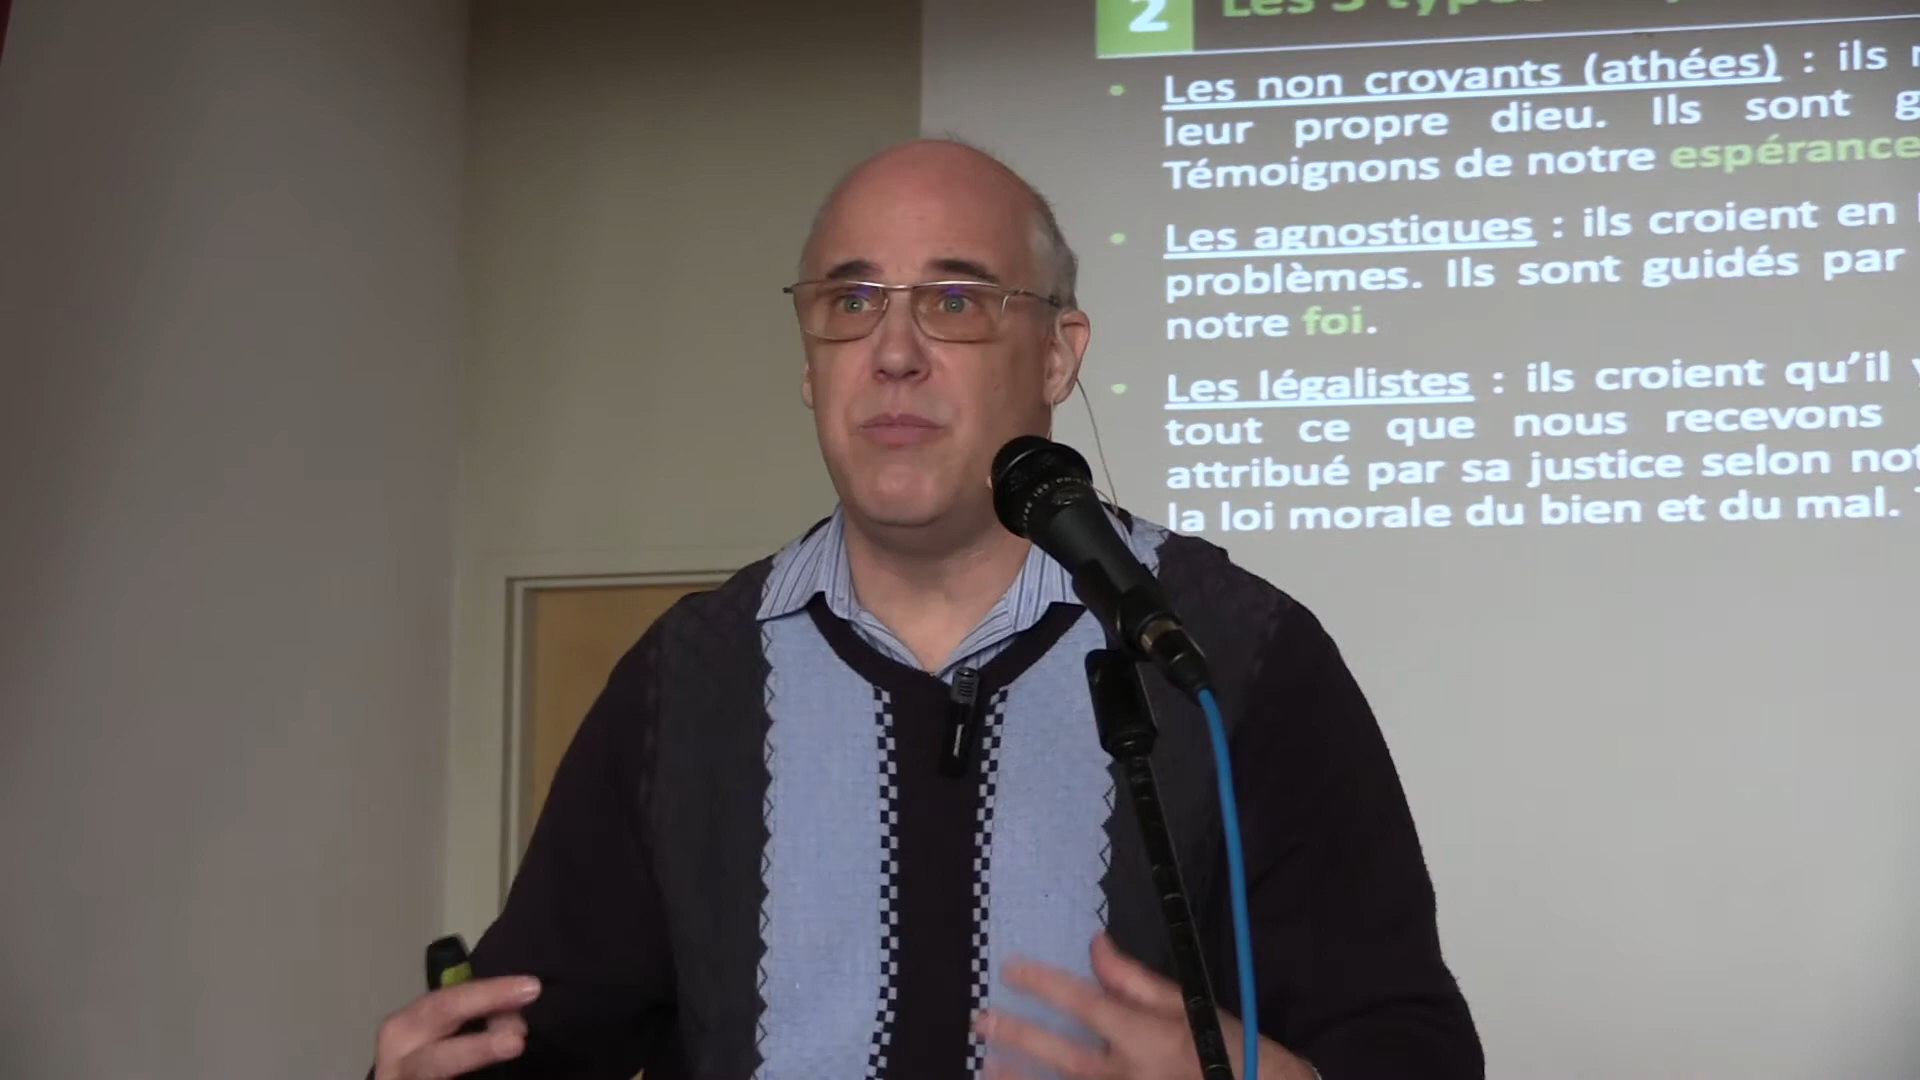 2 Les 3
Les non croyants (athées) : ils
leur propre dieu. Ils sont
Témoignons de notre espérance
Les agnostiques : ils croient en
problèmes. Ils sont guidés par
notre foi.
Les légalistes : ils croient qu'il
tout ce que nous recevons
attribué par sa justice selon
la loi morale du bien et du mal.